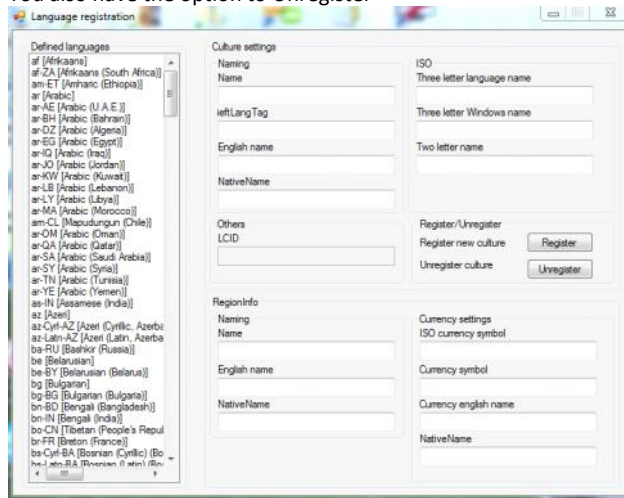 You also have the option to Unregister
Language registration
Defined languages
af [Afrikaans]
af-ZA [Afrikaans (South Africa)]
am-ET [Amharic (Ethiopia)]
ar [Arabic]
ar-AE [Arabic (U.A.E.)]
ar-BH [Arabic (Bahrain)]
ar-DZ [Arabic (Algeria)]
ar-EG [Arabic (Egypt)]
ar-IQ [Arabic (Iraq)]
ar-JO [Arabic (Jordan)]
ar-KW [Arabic (Kuwait)]
ar-LB [Arabic (Lebanon)]
ar-LY [Arabic (Libya)]
ar-MA [Arabic (Morocco)]
arn-CL [Mapudungun (Chile)]
ar-OM [Arabic (Oman)]
ar-QA [Arabic (Qatar)]
ar-SA [Arabic (Saudi Arabia)]
ar-SY [Arabic (Syria)]
ar-TN [Arabic (Tunisia)]
ar-YE [Arabic (Yemen)]
as-IN [Assamese (India)]
az [Azeri]
az-Cyrl-AZ [Azeri (Cyrillic, Azerba
az-Latn-AZ [Azeri (Latin, Azerba
ba-RU [Bashkir (Russia)]
be [Belarusian]
be-BY [Belarusian (Belarus)]
bg [Bulgarian]
bg-BG [Bulgarian (Bulgaria)]
bn-BD [Bengali (Bangladesh)]
bn-IN [Bengali (India)]
bo-CN [Tibetan (People's Repul
br-FR [Breton (France)]
bs-Cyrl-BA [Bosnian (Cyrillic) (Bo
bs-Latn-BA [Bosnian (Latin) (Bo
Culture settings
Naming
Name
ieftLangTag
English name
NativeName
ISO
Three letter language name
Three letter Windows name
Two letter name
Others
LCID
Register/Unregister
Register new culture
Register
Unregister culture
Unregister
RegionInfo
Naming
Name
English name
NativeName
Currency settings
ISO currency symbol
Currency symbol
Currency english name
NativeName